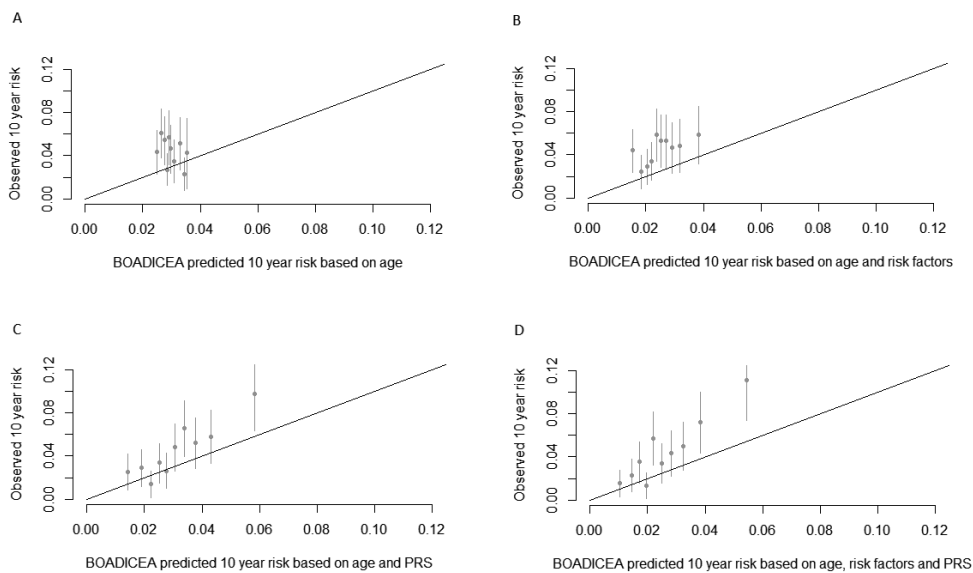 A
Observed 10 year risk
0.00 0.04 0.08 0.12
0.00 0.02 0.04 0.06 0.08 0.10 0.12
BOADICEA predicted 10 year risk based on age
B
Observed 10 year risk
0.00 0.04 0.08 0.12
0.00 0.02 0.04 0.06 0.08 0.10 0.12
BOADICEA predicted 10 year risk based on age and risk factors
C
Observed 10 year risk
0.00 0.04 0.08 0.12
0.00 0.02 0.04 0.06 0.08 0.10 0.12
BOADICEA predicted 10 year risk based on age and PRS
D
Observed 10 year risk
0.00 0.04 0.08 0.12
0.00 0.02 0.04 0.06 0.08 0.10 0.12
BOADICEA predicted 10 year risk based on age, risk factors and PRS